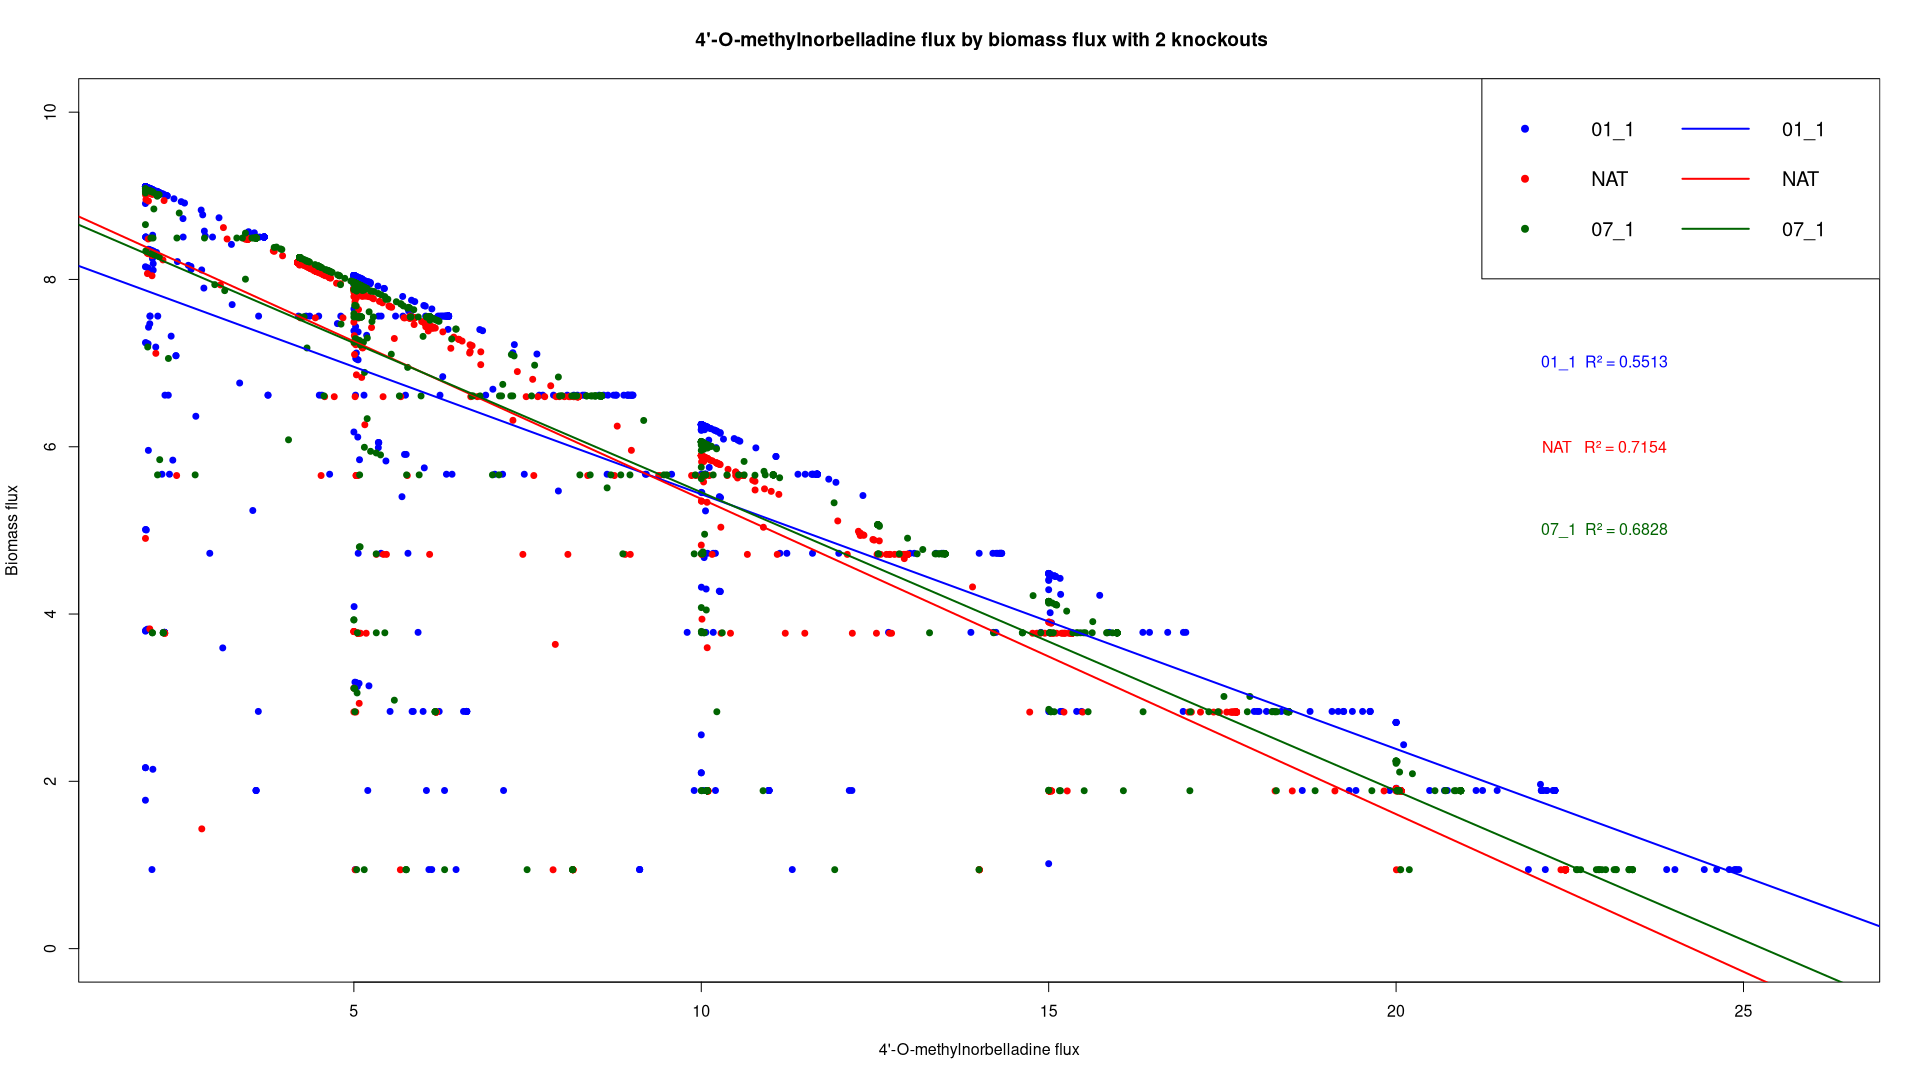 4'-O-methylnorbelladine flux by biomass flux with 2 knockouts
01_1 01_1
NAT NAT
07_1 07_1
01_1 R² = 0.5513
NAT R² = 0.7154
07_1 R² = 0.6828
Biomass flux
10
8
6
4
2
0
5 10 15 20 25
4'-O-methylnorbelladine flux